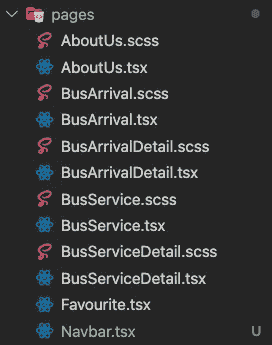 pages
AboutUs.scss
AboutUs.tsx
BusArrival.scss
BusArrival.tsx
BusArrivalDetail.scss
BusArrivalDetail.tsx
BusService.scss
BusService.tsx
BusServiceDetail.scss
BusServiceDetail.tsx
Favourite.tsx
Navbar.tsx U